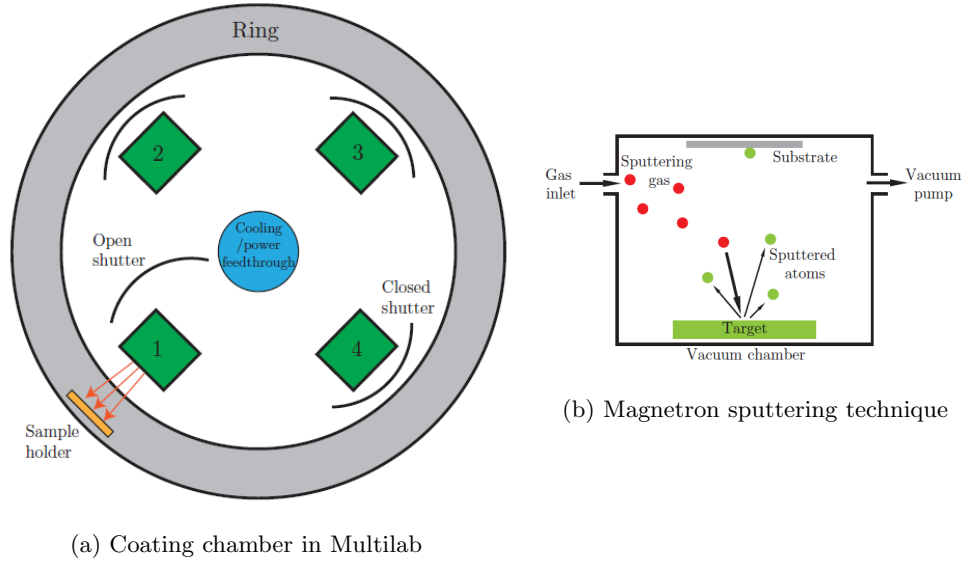 Ring
2
3
Cooling
/power
feedthrough
Open
shutter
Closed
shutter
1
4
Sample
holder
(a) Coating chamber in Multilab
Substrate
Sputtering
gas
Gas
inlet
Vacuum
pump
Sputtered
atoms
Target
Vacuum chamber
(b) Magnetron sputtering technique